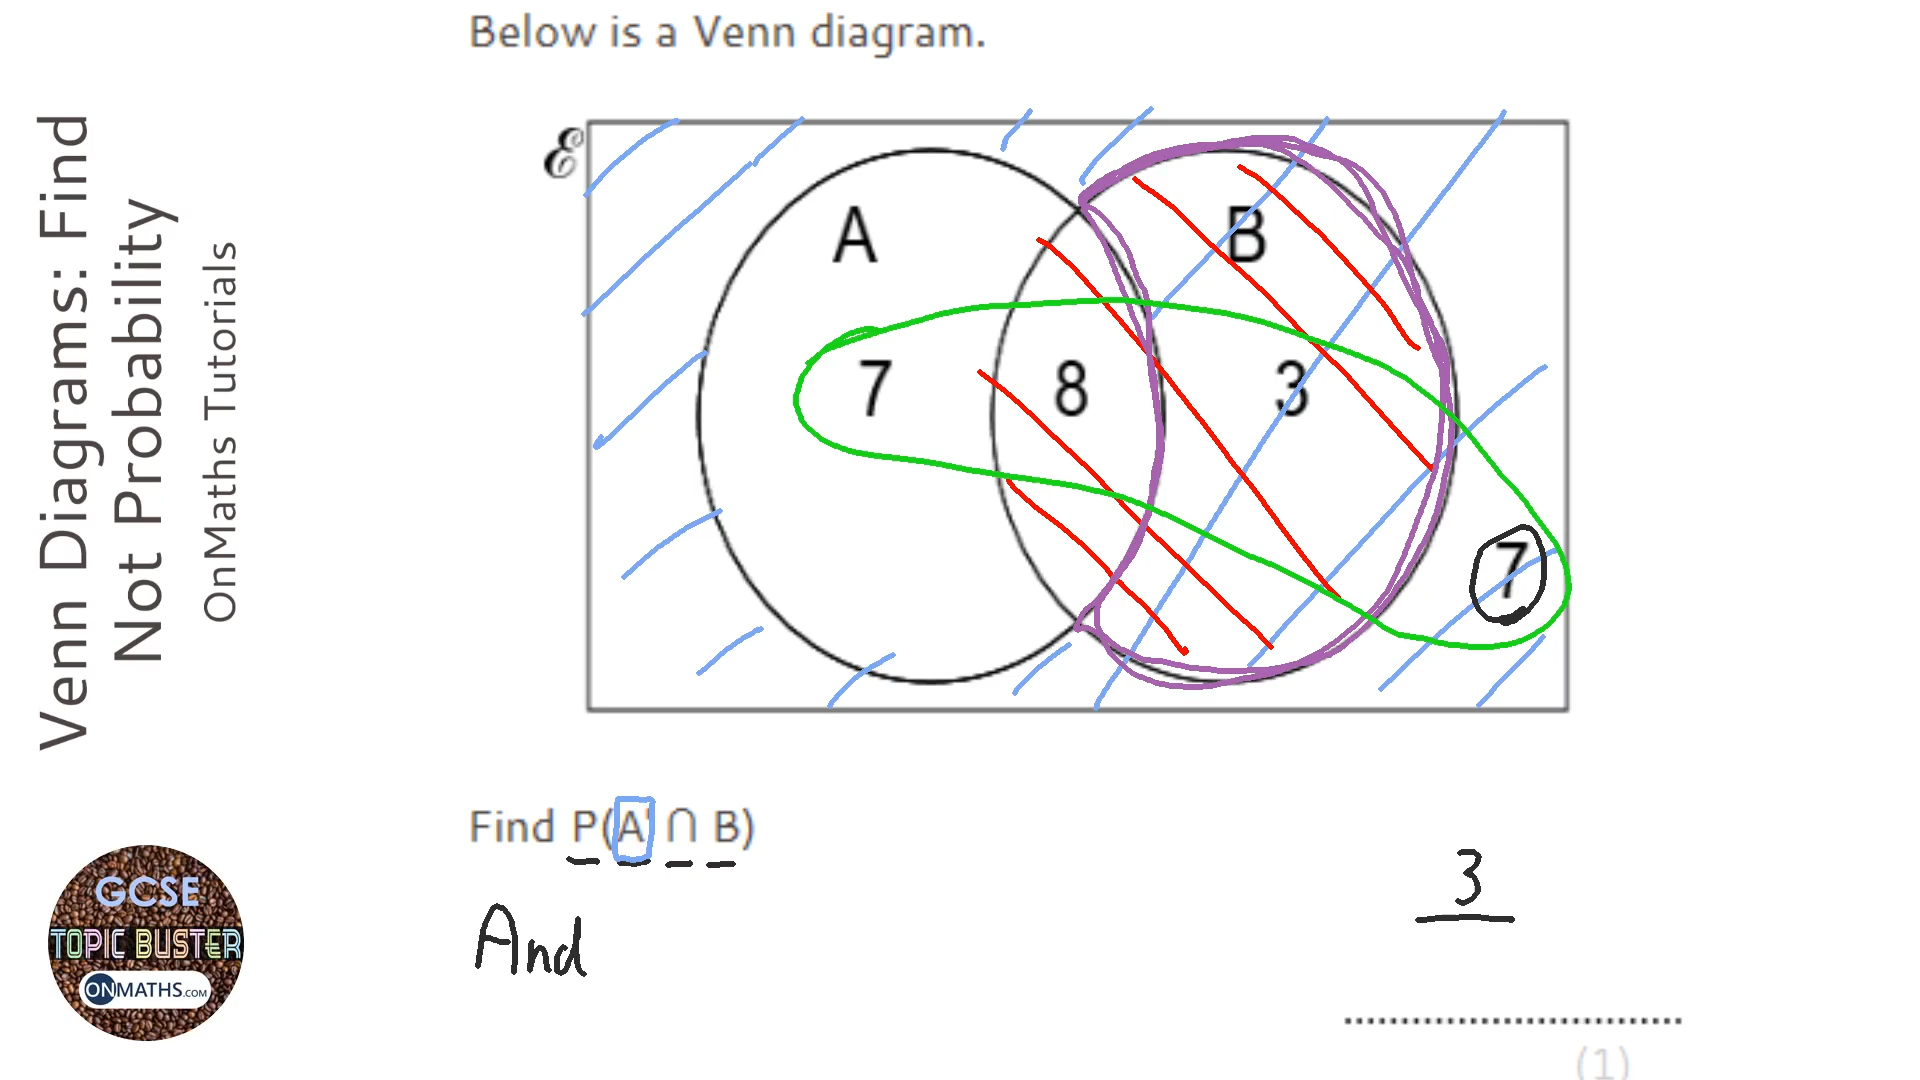 Below is a Venn diagram.
Venn Diagrams: Find
Not Probability
OnMaths Tutorials
ℰ
A
B
7
8
3
7
Find P(A' ∩ B)
And
3
(1)
GCSE
TOPIC BUSTER
ONMATHS.COM